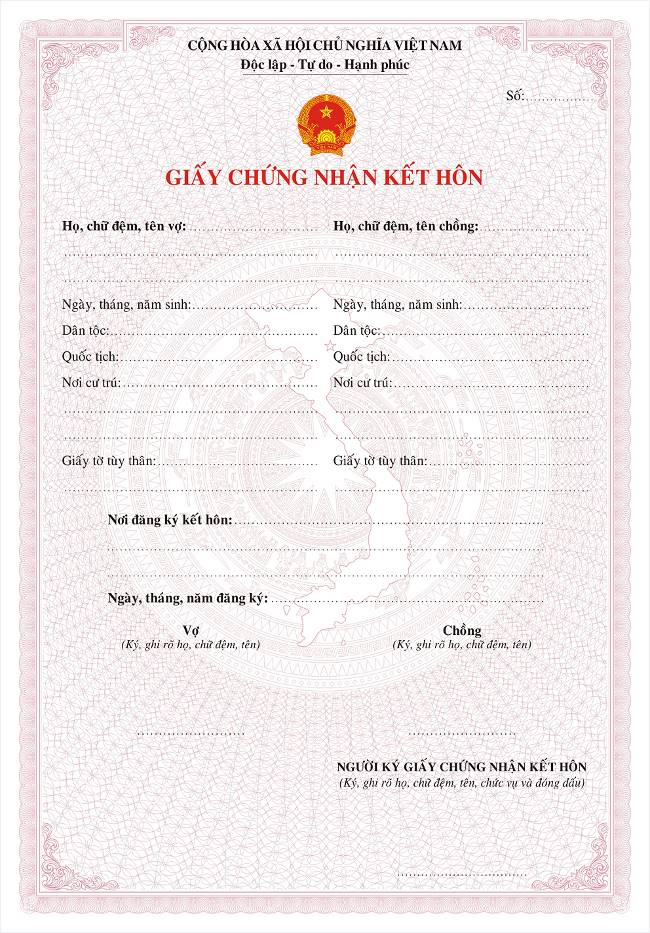 CỘNG HÒA XÃ HỘI CHỦ NGHĨA VIỆT NAM
Độc lập - Tự do - Hạnh phúc
Số:................
GIẤY CHỨNG NHẬN KẾT HÔN
Họ, chữ đệm, tên vợ: ........................ Họ, chữ đệm, tên chồng: ........................
Ngày, tháng, năm sinh:........................ Ngày, tháng, năm sinh:........................
Dân tộc:........................ Dân tộc:........................
Quốc tịch:........................ Quốc tịch:........................
Nơi cư trú:........................ Nơi cư trú:........................
Giấy tờ tùy thân:........................ Giấy tờ tùy thân:........................
Nơi đăng ký kết hôn:........................
Ngày, tháng, năm đăng ký:........................
Vợ Chồng
(Ký, ghi rõ họ, chữ đệm, tên) (Ký, ghi rõ họ, chữ đệm, tên)
NGƯỜI KÝ GIẤY CHỨNG NHẬN KẾT HÔN
(Ký, ghi rõ họ, chữ đệm, tên, chức vụ và đóng dấu)